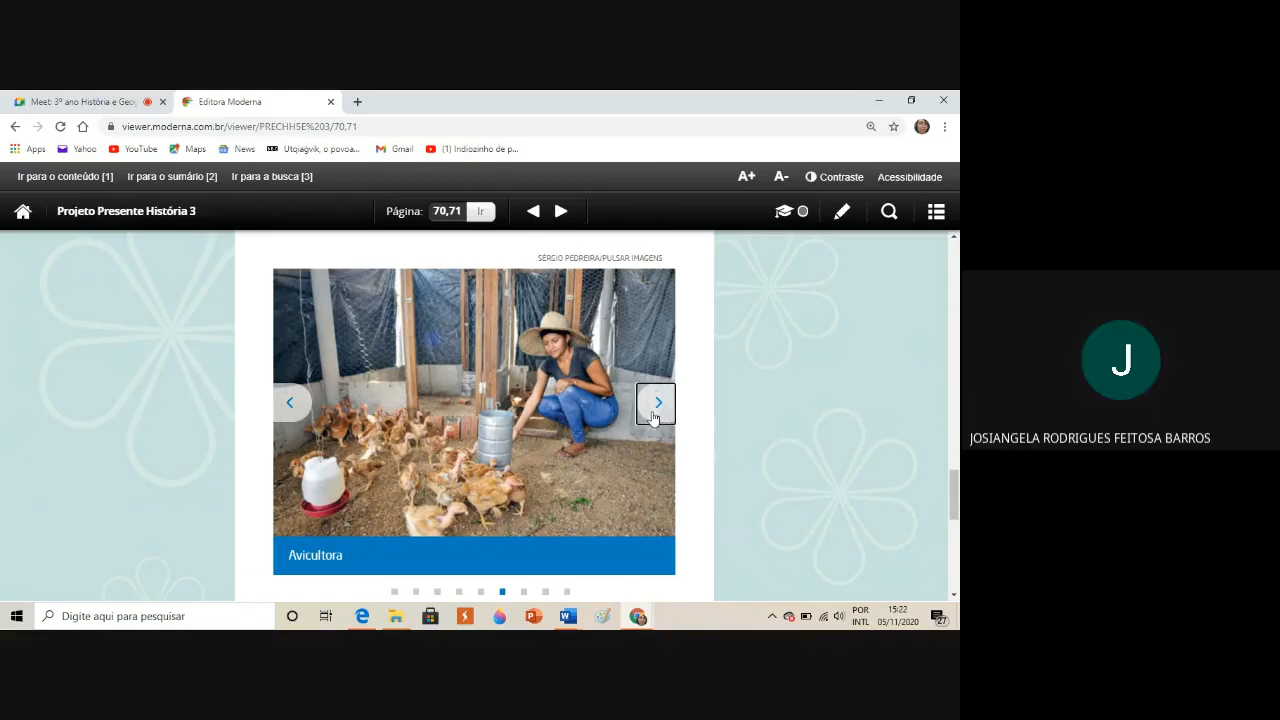 Meet: 3º ano História e Geog
Editora Moderna
viewer.moderna.com.br/viewer/PRECHH5E%203/70,71
Apps
Yahoo
YouTube
Maps
News
Utqiaġvik, o povoa...
Gmail
(1) Indiozinho de p...
Ir para o conteúdo [1]
Ir para o sumário [2]
Ir para a busca [3]
A+
A-
Contraste
Acessibilidade
Projeto Presente História 3
Página:
70,71
Ir
SÉRGIO PEDREIRA/PULSAR IMAGENS
Avicultora
J
JOSIANGELA RODRIGUES FEITOSA BARROS
Digite aqui para pesquisar
POR
INTL
15:22
05/11/2020
27